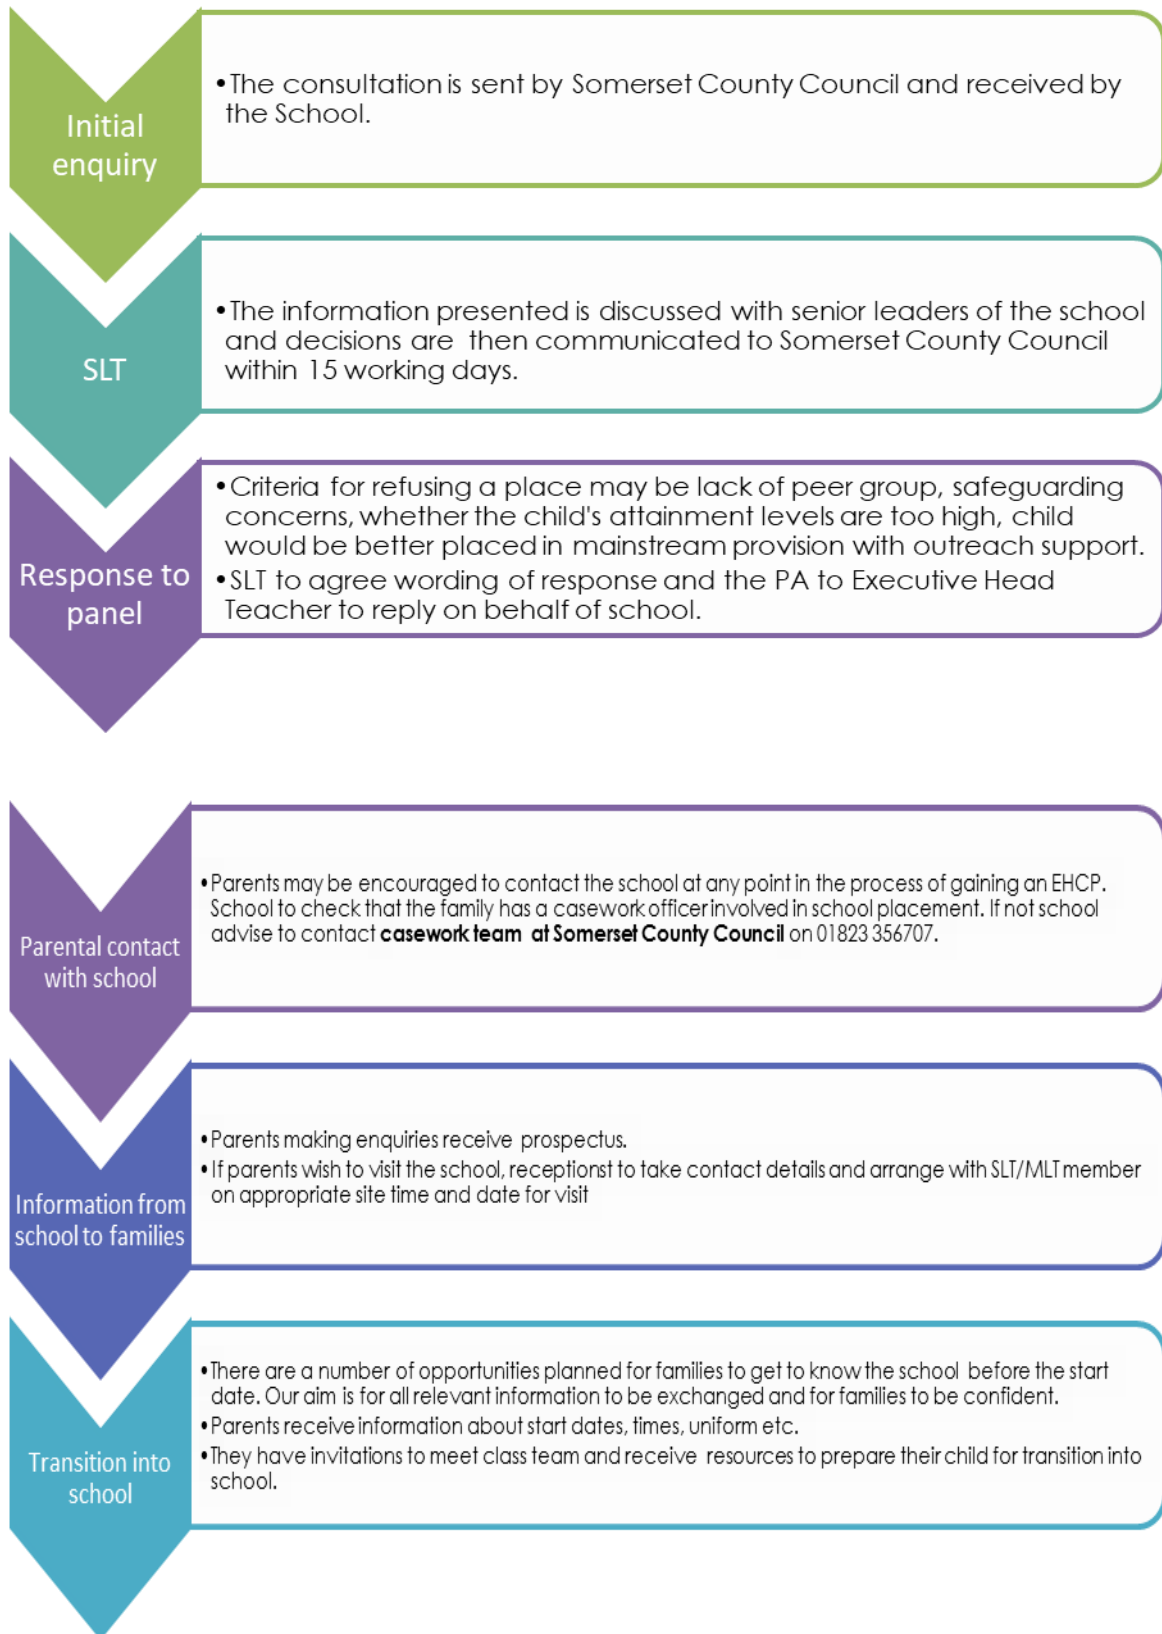 Initial
enquiry
•The consultation is sent by Somerset County Council and received by
the School.
SLT
•The information presented is discussed with senior leaders of the school
and decisions are then communicated to Somerset County Council
within 15 working days.
Response to
panel
•Criteria for refusing a place may be lack of peer group, safeguarding
concerns, whether the child's attainment levels are too high, child
would be better placed in mainstream provision with outreach support.
•SLT to agree wording of response and the PA to Executive Head
Teacher to reply on behalf of school.
Parental contact
with school
•Parents may be encouraged to contact the school at any point in the process of gaining an EHCP.
School to check that the family has a casework officer involved in school placement. If not school
advise to contact casework team at Somerset County Council on 01823 356707.
Information from
school to families
•Parents making enquiries receive prospectus.
•If parents wish to visit the school, receptionst to take contact details and arrange with SLT/MLT member
on appropriate site time and date for visit
Transition into
school
•There are a number of opportunities planned for families to get to know the school before the start
date. Our aim is for all relevant information to be exchanged and for families to be confident.
•Parents receive information about start dates, times, uniform etc.
•They have invitations to meet class team and receive resources to prepare their child for transition into
school.